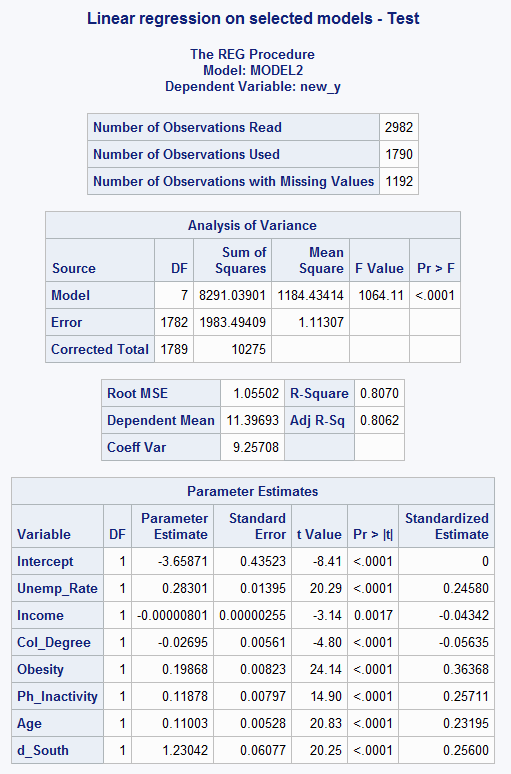 Linear regression on selected models - Test
The REG Procedure
Model: MODEL2
Dependent Variable: new_y
Number of Observations Read 2982
Number of Observations Used 1790
Number of Observations with Missing Values 1192
Analysis of Variance
Source DF Sum of Squares Mean Square F Value Pr > F
Model 7 8291.03901 1184.43414 1064.11 <.0001
Error 1782 1983.49409 1.11307
Corrected Total 1789 10275
Root MSE 1.05502 R-Square 0.8070
Dependent Mean 11.39693 Adj R-Sq 0.8062
Coeff Var 9.25708
Parameter Estimates
Variable DF Parameter Estimate Standard Error t Value Pr > |t| Standardized Estimate
Intercept 1 -3.65871 0.43523 -8.41 <.0001 0
Unemp_Rate 1 0.28301 0.01395 20.29 <.0001 0.24580
Income 1 -0.00000801 0.00000255 -3.14 0.0017 -0.04342
Col_Degree 1 -0.02695 0.00561 -4.80 <.0001 -0.05635
Obesity 1 0.19868 0.00823 24.14 <.0001 0.36368
Ph_Inactivity 1 0.11878 0.00797 14.90 <.0001 0.25711
Age 1 0.11003 0.00528 20.83 <.0001 0.23195
d_South 1 1.23042 0.06077 20.25 <.0001 0.25600